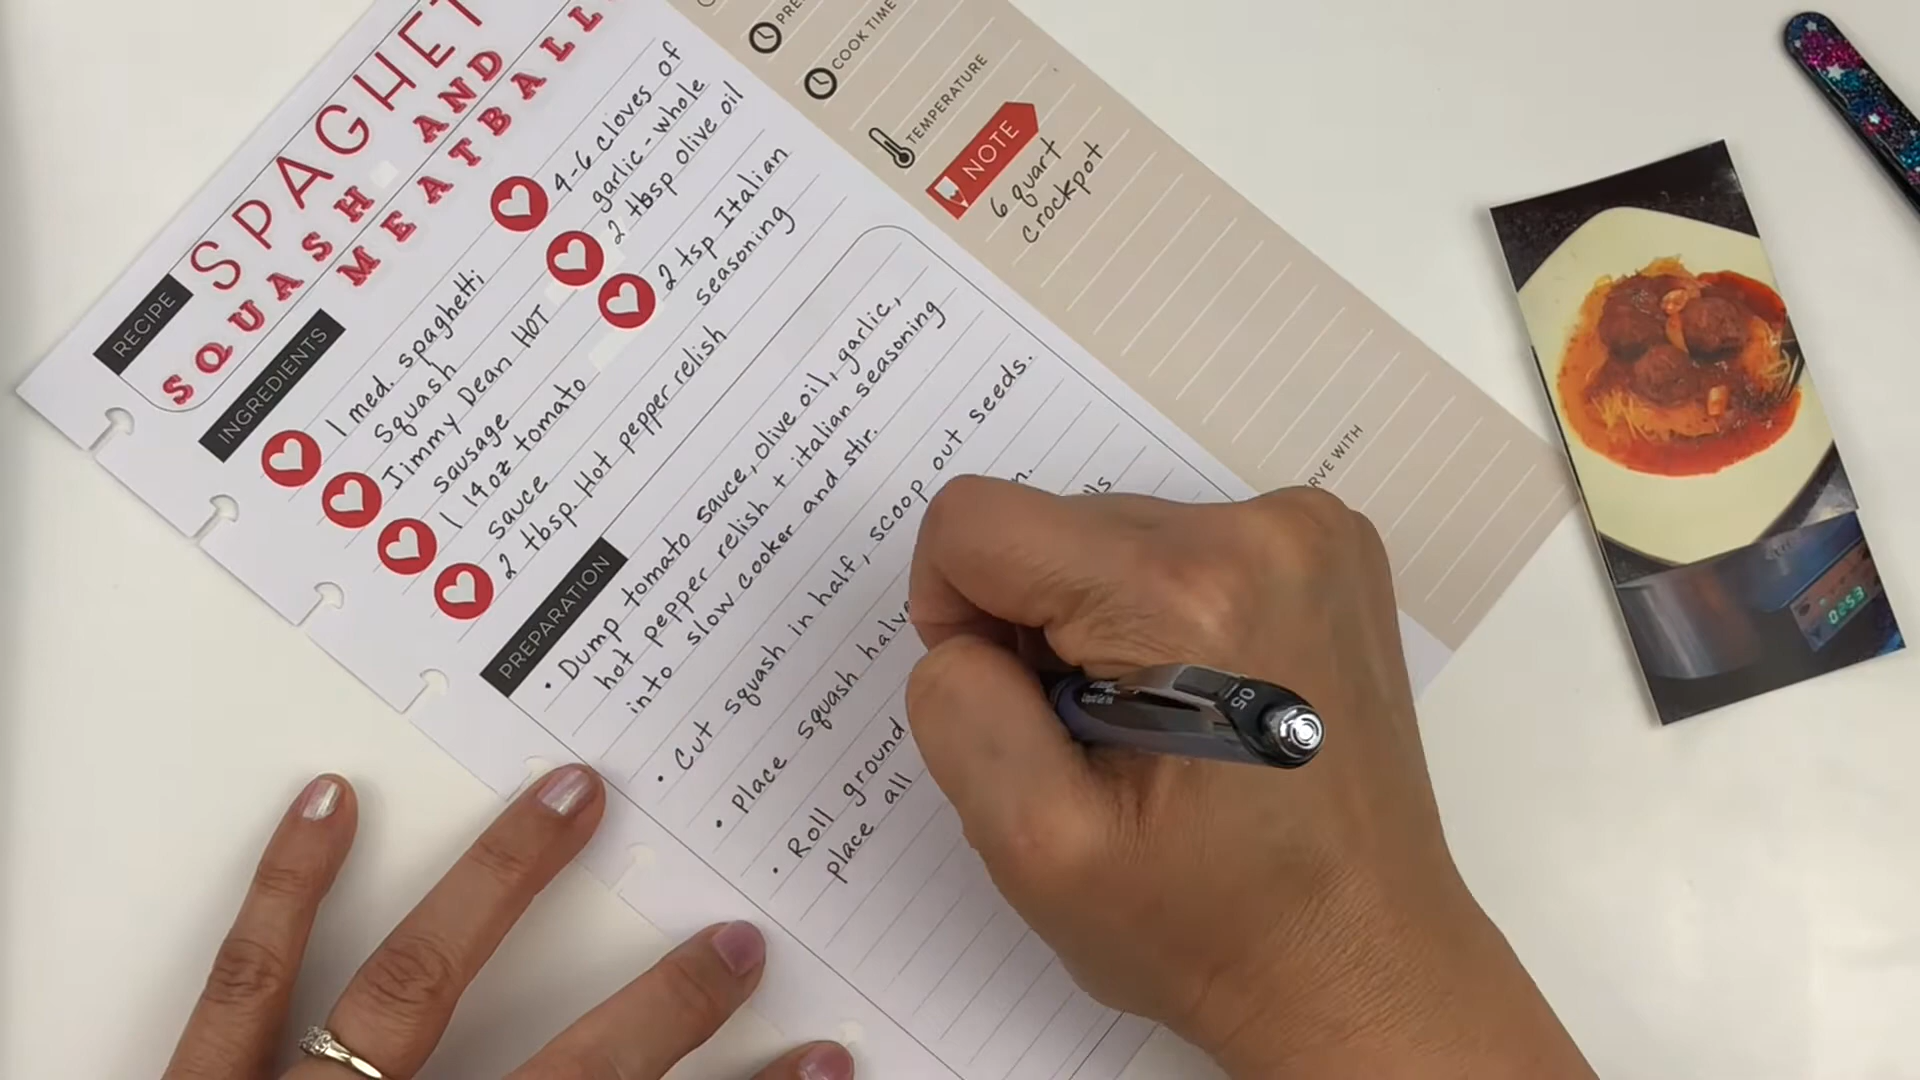 RECIPE
SPAGHET
SQUASH AND
MEATBALL
INGREDIENTS
1 med. spaghetti
squash
Jimmy Dean HOT
sausage
1 14oz tomato
sauce
2 tbsp. Hot pepper relish
4-6 cloves of
garlic - whole
2 tbsp olive oil
2 tsp Italian
seasoning
PREPARATION
• Dump tomato sauce, olive oil, garlic,
hot pepper relish + italian seasoning
into slow cooker and stir.
• Cut squash in half, scoop out seeds.
• Place squash halve n.
• Roll ground lls
place all
PRE
COOK TIME
TEMPERATURE
NOTE
6 quart
crockpot
RVE WITH
05
0253